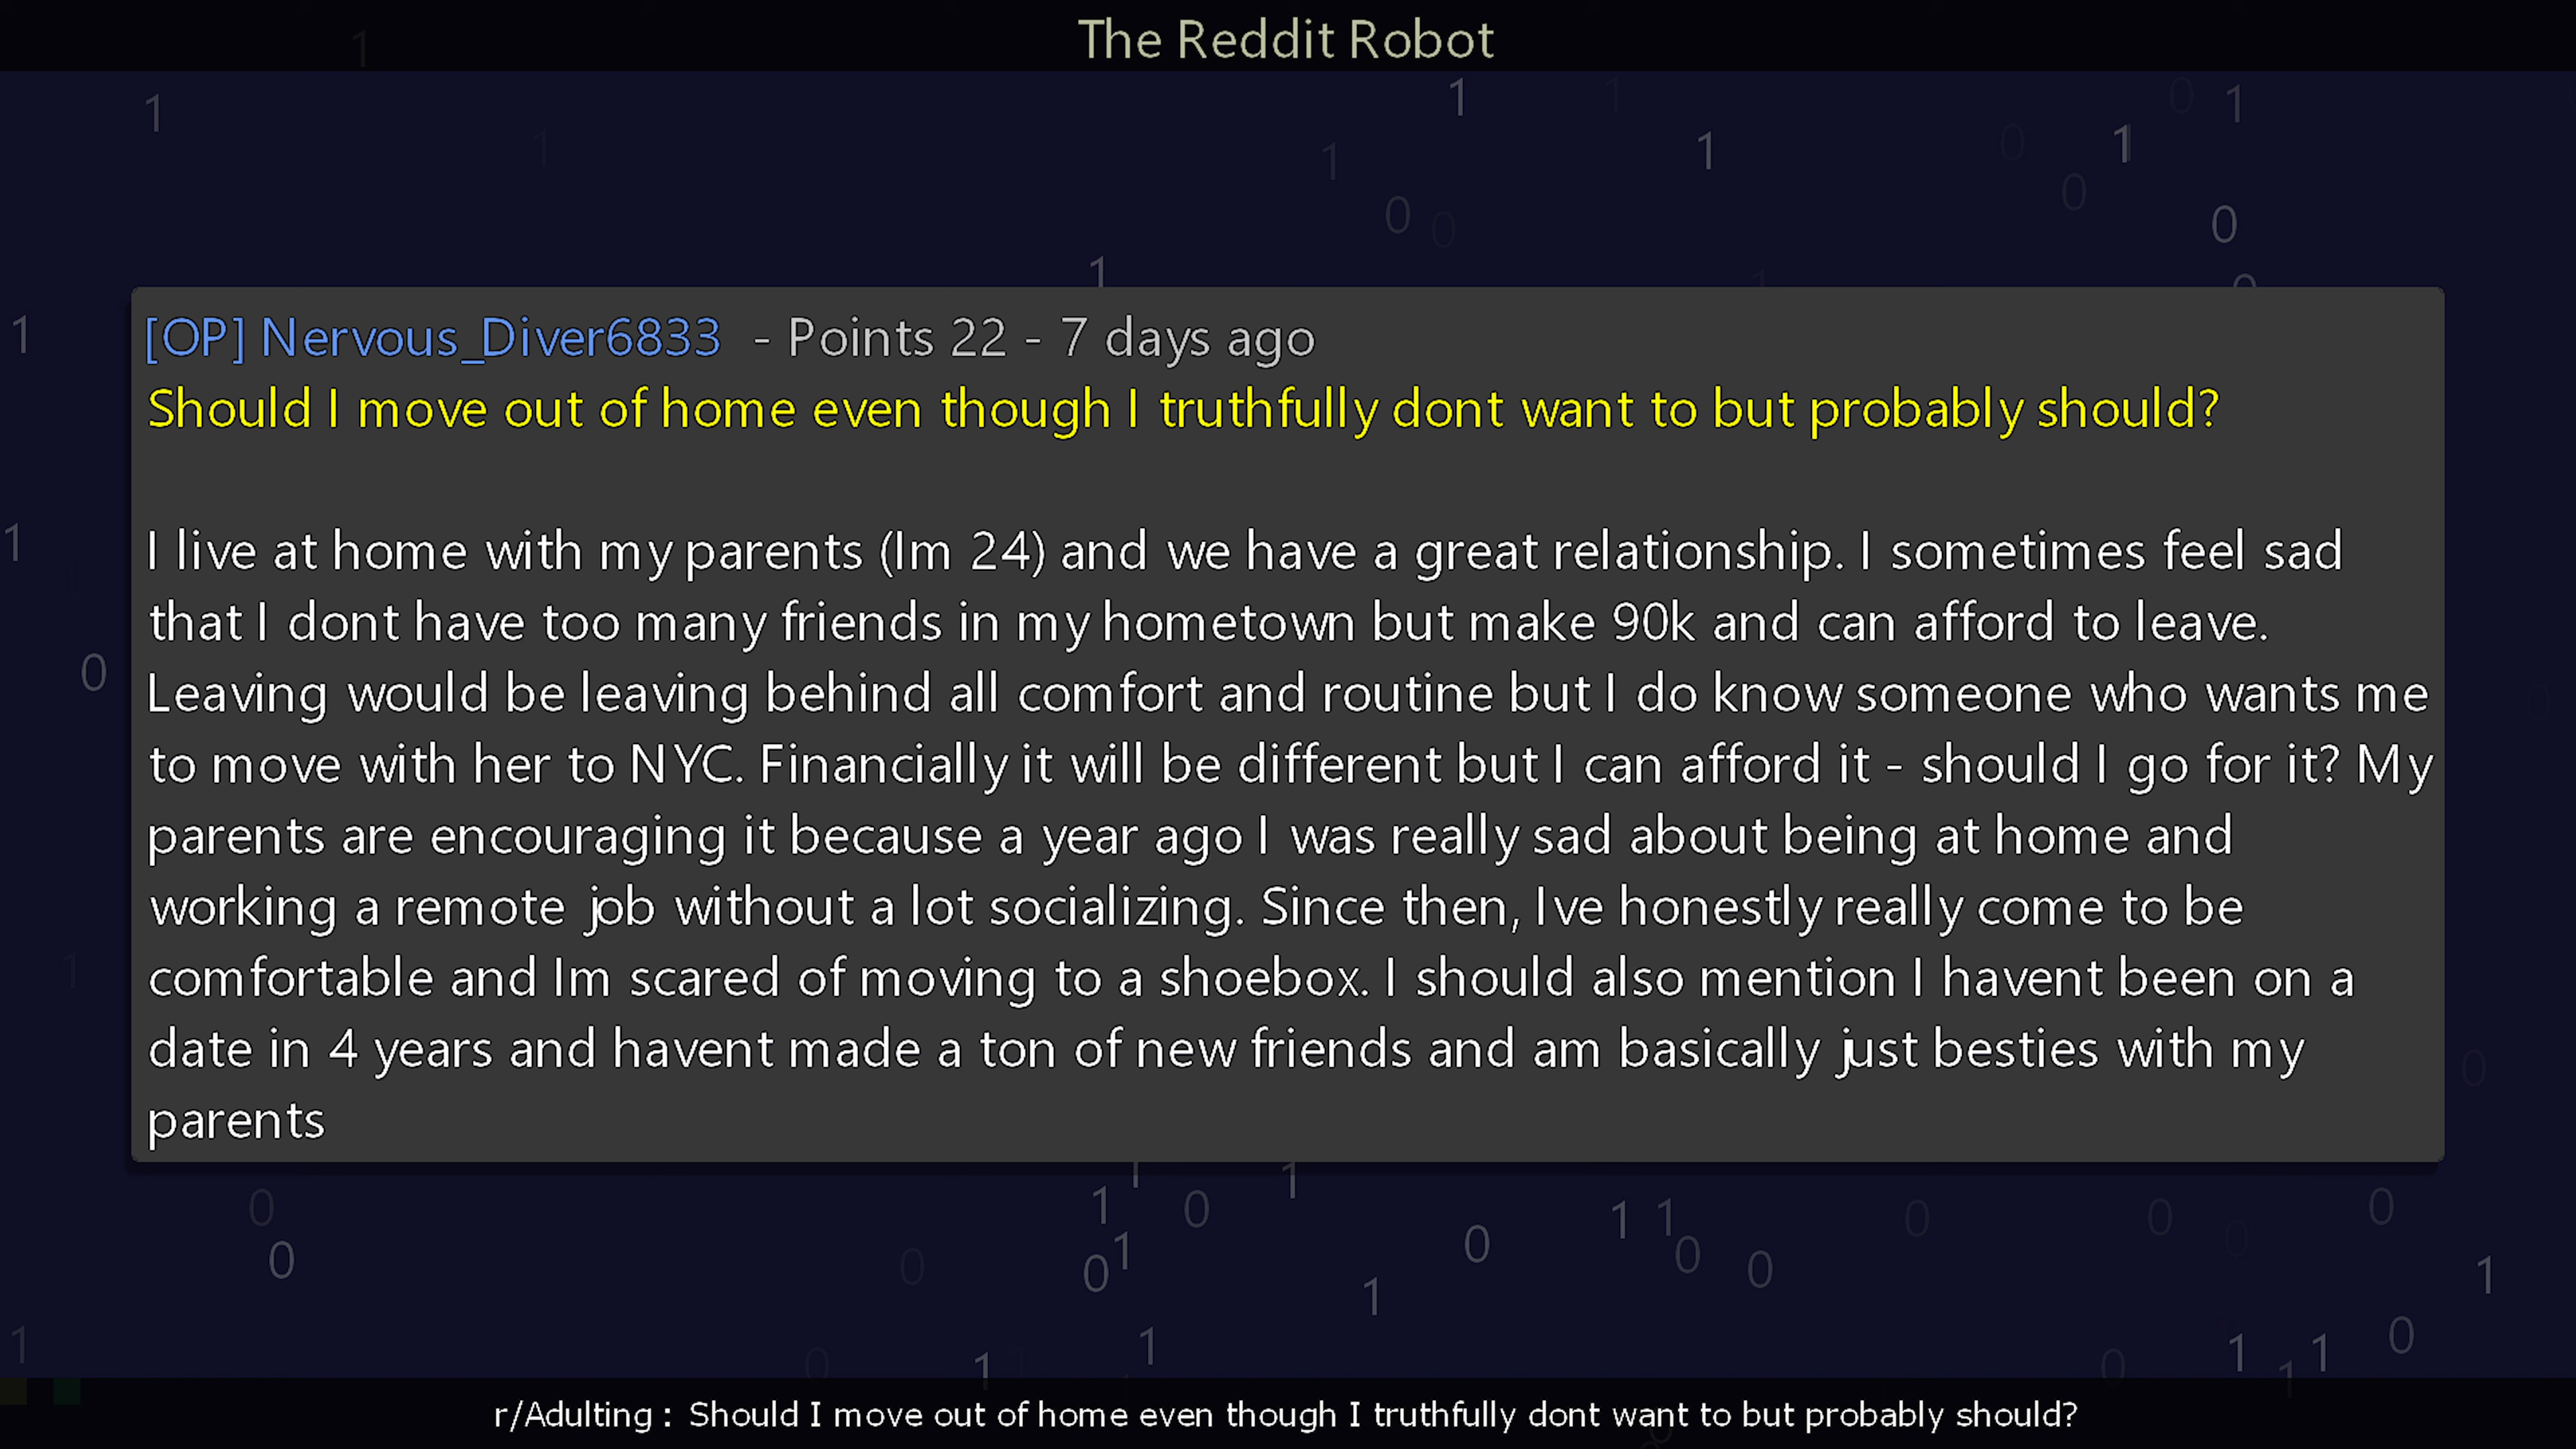 The Reddit Robot
[OP] Nervous_Diver6833 - Points 22 - 7 days ago
Should I move out of home even though I truthfully dont want to but probably should?
I live at home with my parents (Im 24) and we have a great relationship. I sometimes feel sad
that I dont have too many friends in my hometown but make 90k and can afford to leave.
Leaving would be leaving behind all comfort and routine but I do know someone who wants me
to move with her to NYC. Financially it will be different but I can afford it - should I go for it? My
parents are encouraging it because a year ago I was really sad about being at home and
working a remote job without a lot socializing. Since then, Ive honestly really come to be
comfortable and Im scared of moving to a shoebox. I should also mention I havent been on a
date in 4 years and havent made a ton of new friends and am basically just besties with my
parents
r/Adulting : Should I move out of home even though I truthfully dont want to but probably should?